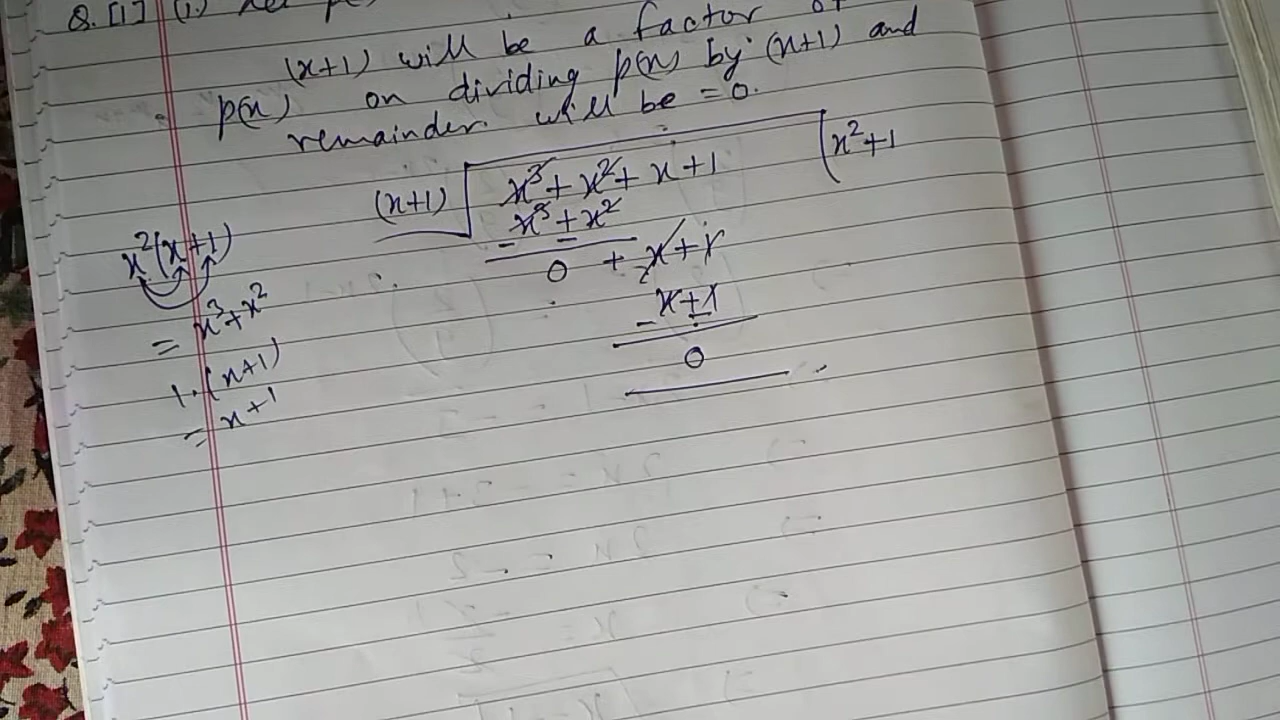 Q. [1] (i)
(x+1) will be a factor of
p(x) on dividing p(x) by (x+1) and
remainder will be = 0.
(x+1) x³ + x² + x + 1 (x² + 1
x³ + x²
- -
0 + x + 1
x + 1
- -
0
x²(x+1)
= x³ + x²
1.(x+1)
= x + 1